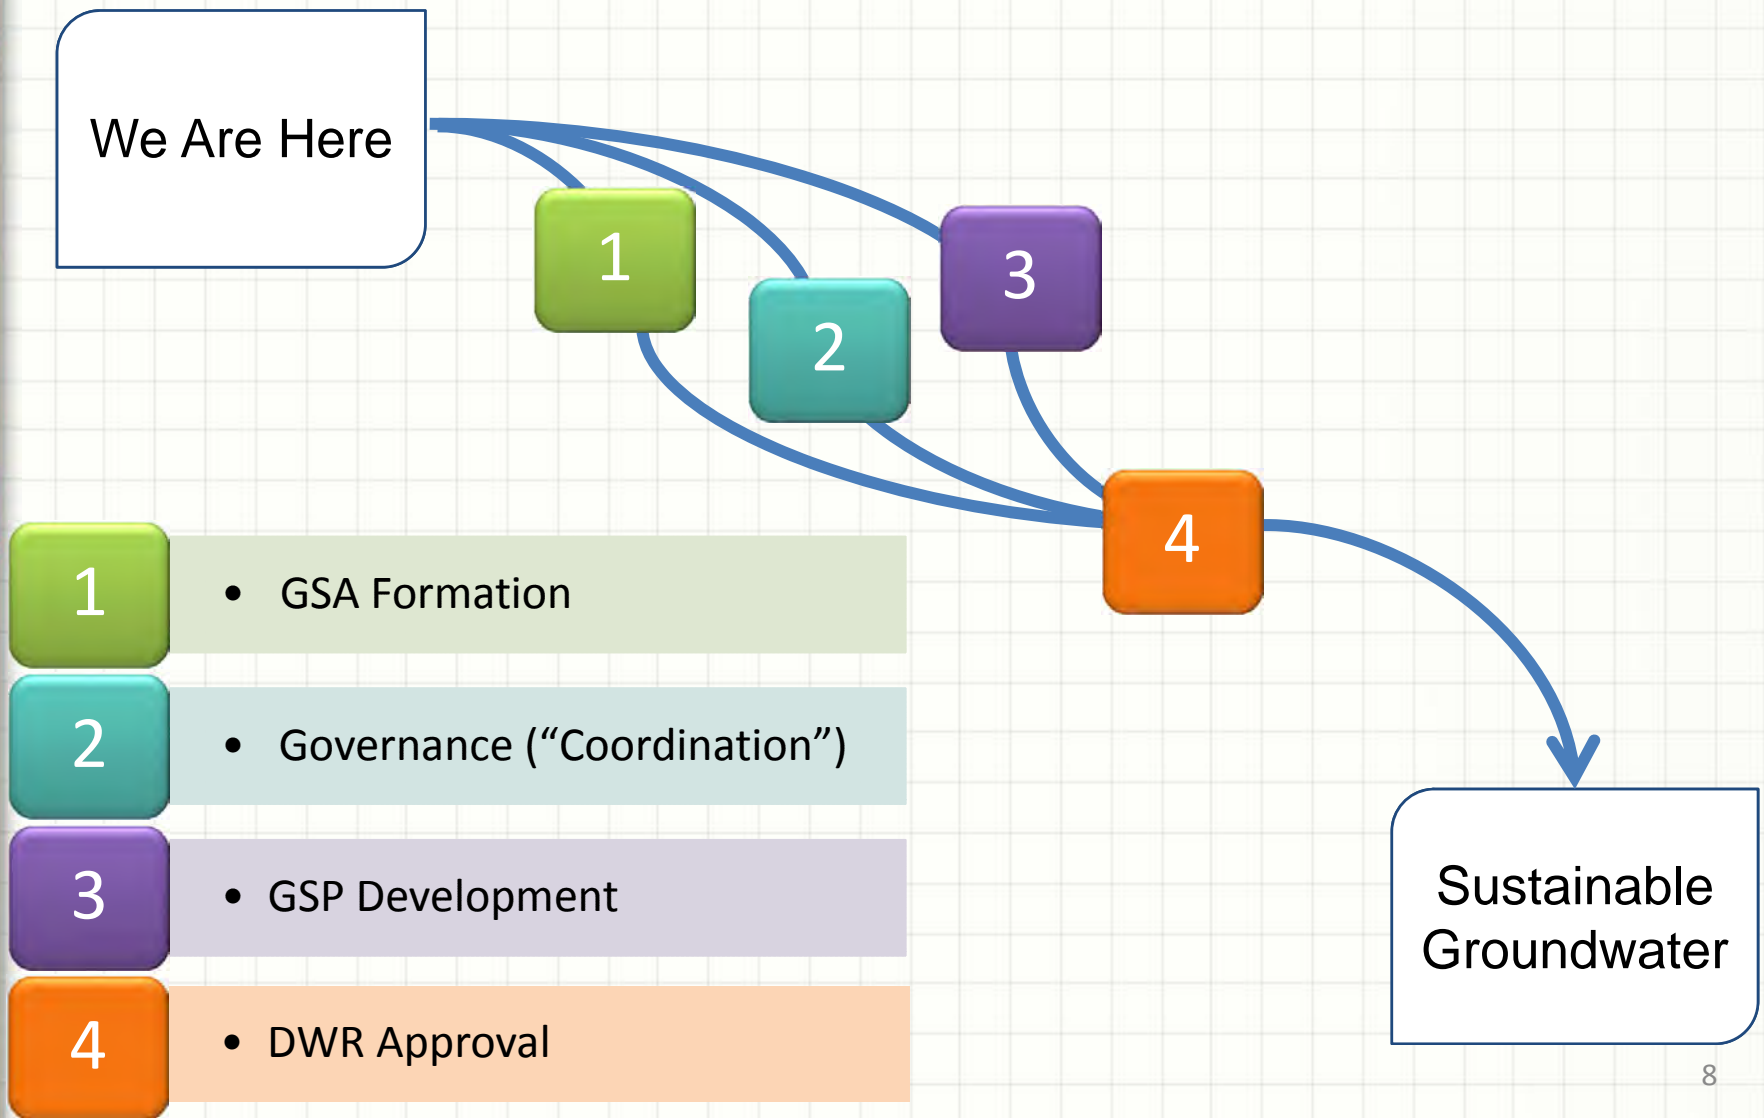 We Are Here
1
2
3
4
1
• GSA Formation
2
• Governance (“Coordination”)
3
• GSP Development
4
• DWR Approval
Sustainable
Groundwater
8